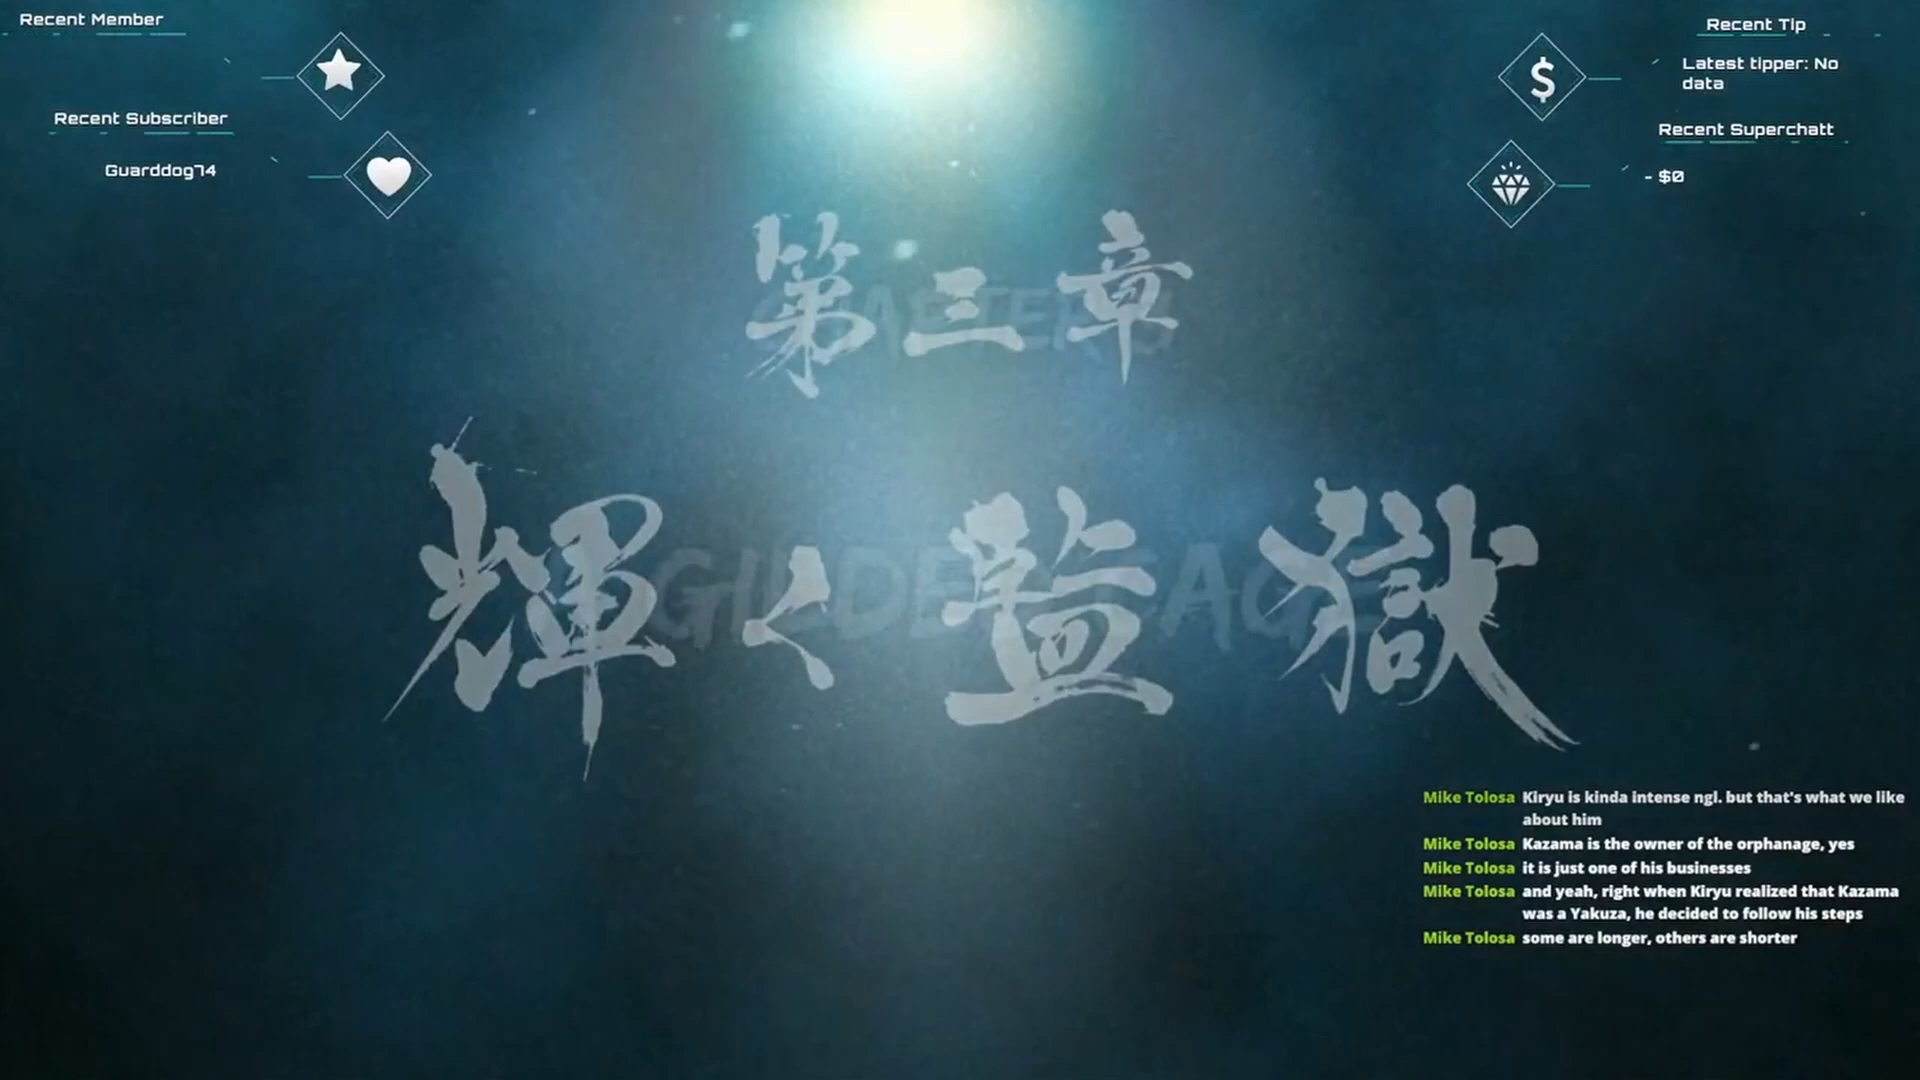 Recent Member
Recent Subscriber
Guarddog74
Recent Tip
Latest tipper: No
data
Recent Superchatt
- $0
第三章
CHAPTER 3
輝く監獄
GILDED CAGE
Mike Tolosa Kiryu is kinda intense ngl. but that's what we like
about him
Mike Tolosa Kazama is the owner of the orphanage, yes
Mike Tolosa it is just one of his businesses
Mike Tolosa and yeah, right when Kiryu realized that Kazama
was a Yakuza, he decided to follow his steps
Mike Tolosa some are longer, others are shorter